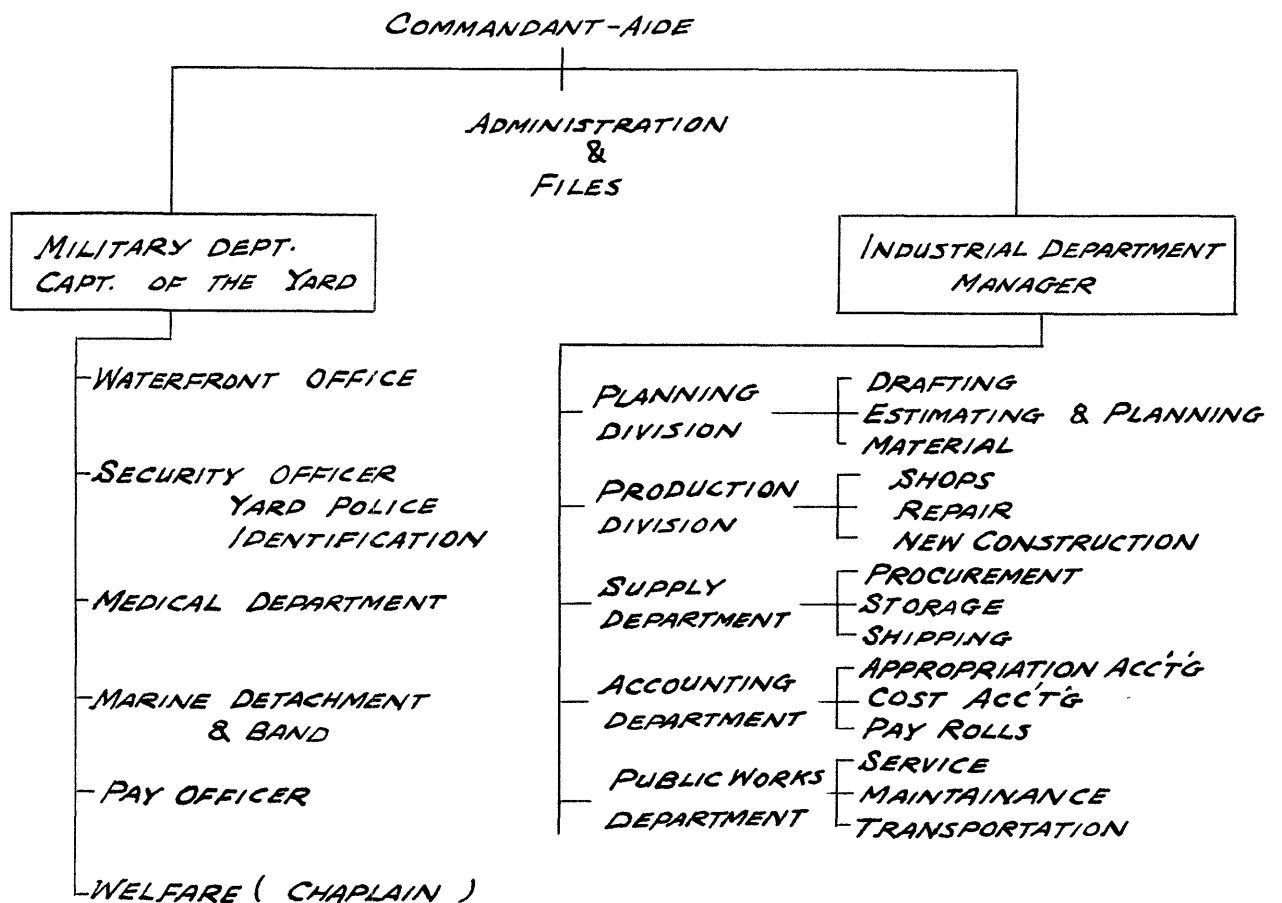 COMMANDANT-AIDE
ADMINISTRATION
&
FILES
MILITARY DEPT.
CAPT. OF THE YARD
WATERFRONT OFFICE
SECURITY OFFICER
YARD POLICE
IDENTIFICATION
MEDICAL DEPARTMENT
MARINE DETACHMENT
& BAND
PAY OFFICER
WELFARE ( CHAPLAIN )
INDUSTRIAL DEPARTMENT
MANAGER
PLANNING
DIVISION
DRAFTING
ESTIMATING & PLANNING
MATERIAL
PRODUCTION
DIVISION
SHOPS
REPAIR
NEW CONSTRUCTION
SUPPLY
DEPARTMENT
PROCUREMENT
STORAGE
SHIPPING
ACCOUNTING
DEPARTMENT
APPROPRIATION ACC'T'G
COST ACC'T'G
PAY ROLLS
PUBLIC WORKS
DEPARTMENT
SERVICE
MAINTAINANCE
TRANSPORTATION